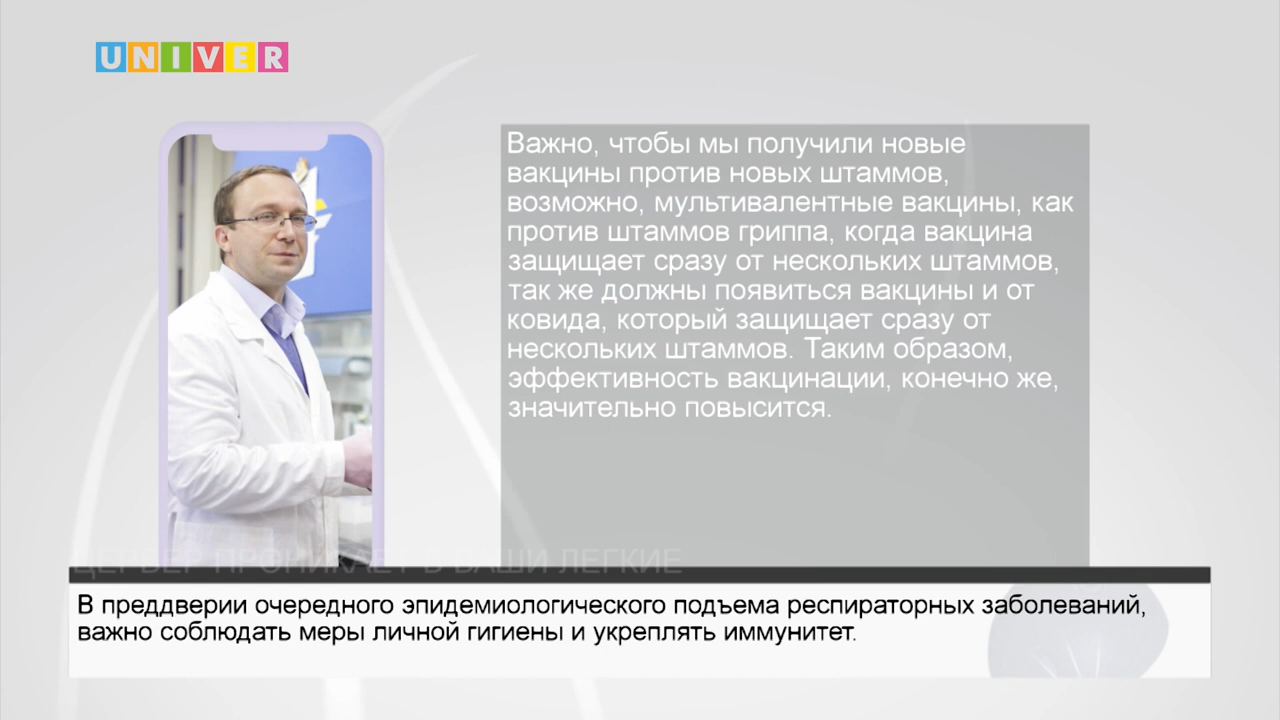 UNIVER
Важно, чтобы мы получили новые
вакцины против новых штаммов,
возможно, мультивалентные вакцины, как
против штаммов гриппа, когда вакцина
защищает сразу от нескольких штаммов,
так же должны появиться вакцины и от
ковида, который защищает сразу от
нескольких штаммов. Таким образом,
эффективность вакцинации, конечно же,
значительно повысится.
ЦЕРБЕР ПРОНИКАЕТ В ВАШИ ЛЕГКИЕ
В преддверии очередного эпидемиологического подъема респираторных заболеваний,
важно соблюдать меры личной гигиены и укреплять иммунитет.